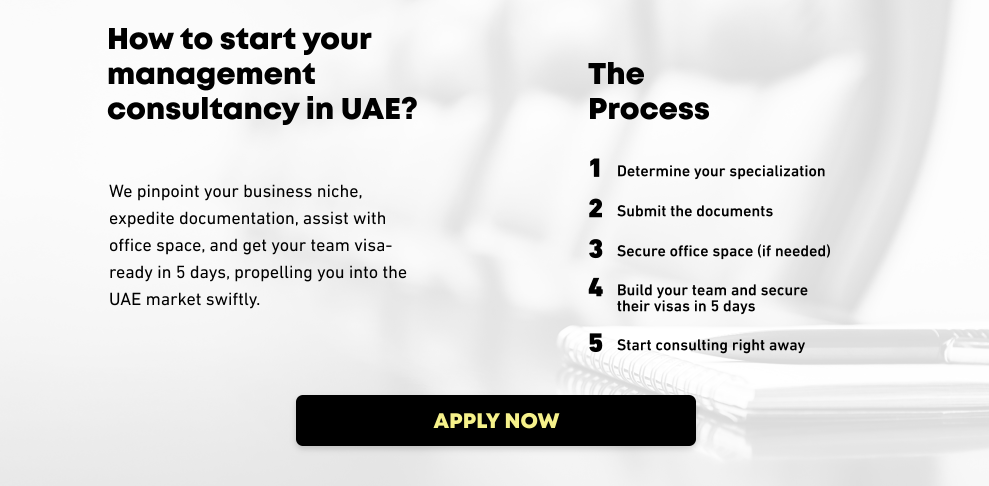 How to start your
management
consultancy in UAE?
We pinpoint your business niche,
expedite documentation, assist with
office space, and get your team visa-
ready in 5 days, propelling you into the
UAE market swiftly.
The
Process
1 Determine your specialization
2 Submit the documents
3 Secure office space (if needed)
4 Build your team and secure
their visas in 5 days
5 Start consulting right away
APPLY NOW